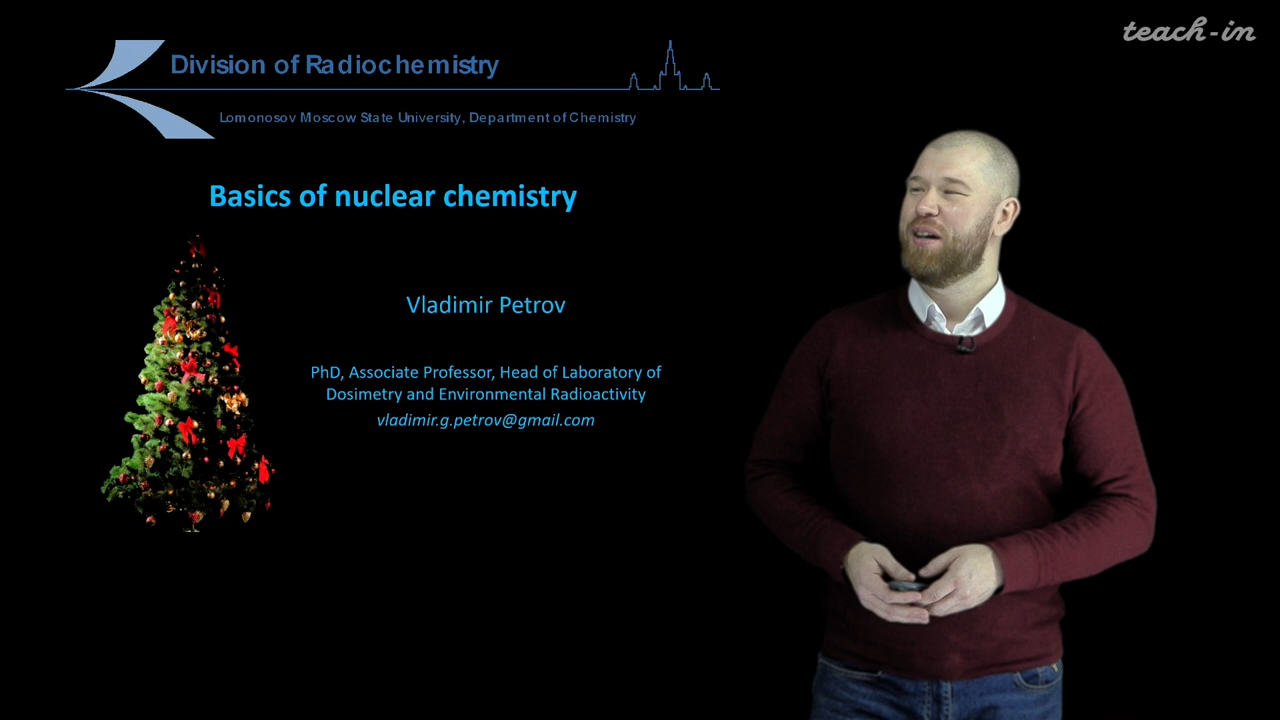 teach-in
Division of Radiochemistry
Lomonosov Moscow State University, Department of Chemistry
Basics of nuclear chemistry
Vladimir Petrov
PhD, Associate Professor, Head of Laboratory of
Dosimetry and Environmental Radioactivity
vladimir.g.petrov@gmail.com